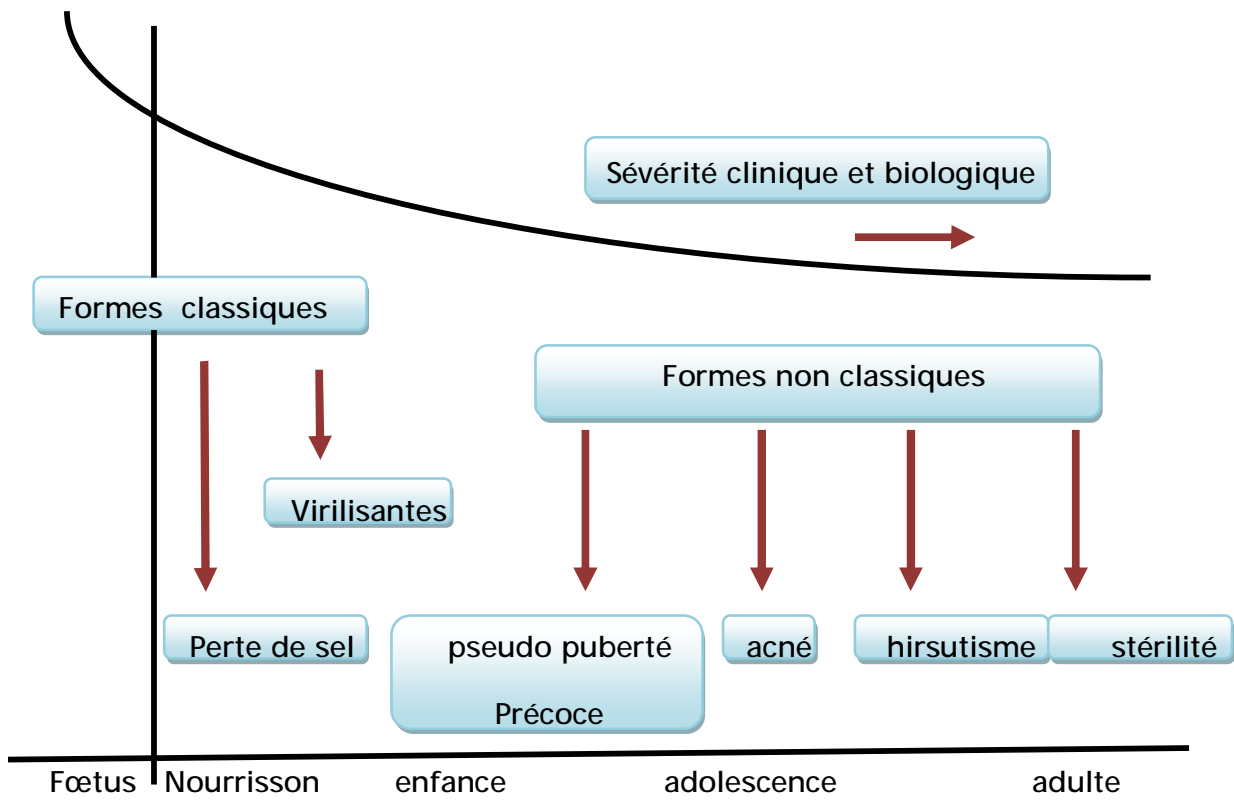 Sévérité clinique et biologique
Formes classiques
Formes non classiques
Virilisantes
Perte de sel
pseudo puberté
Précoce
acné
hirsutisme
stérilité
Fœtus Nourrisson enfance adolescence adulte